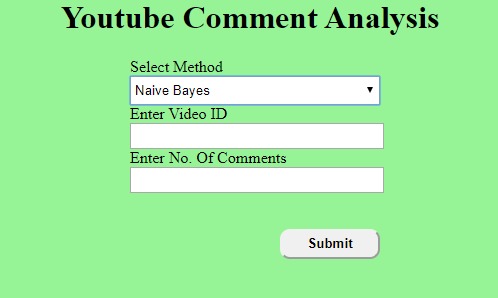 Youtube Comment Analysis
Select Method
Naive Bayes
Enter Video ID
Enter No. Of Comments
Submit